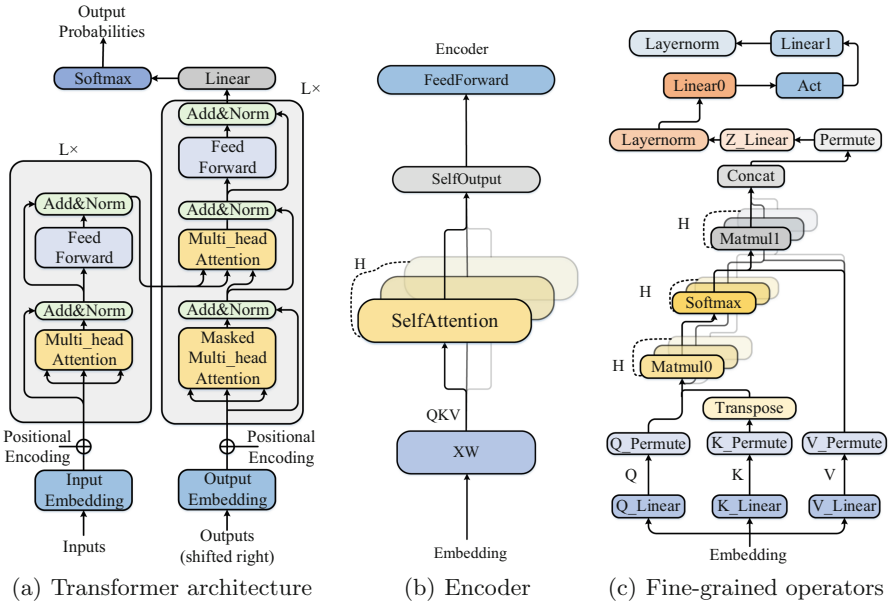 Output
Probabilities
Softmax
Linear
L×
Add&Norm
Feed
Forward
Add&Norm
Multi_head
Attention
Add&Norm
Masked
Multi_head
Attention
L×
Add&Norm
Feed
Forward
Add&Norm
Multi_head
Attention
Positional
Encoding
Positional
Encoding
Input
Embedding
Output
Embedding
Inputs
Outputs
(shifted right)
(a) Transformer architecture
Encoder
FeedForward
SelfOutput
H
SelfAttention
QKV
XW
Embedding
(b) Encoder
Layernorm
Linear1
Linear0
Act
Layernorm
Z_Linear
Permute
Concat
H
Matmul1
H
Softmax
H
Matmul0
Transpose
Q_Permute
K_Permute
V_Permute
Q
K
V
Q_Linear
K_Linear
V_Linear
Embedding
(c) Fine-grained operators